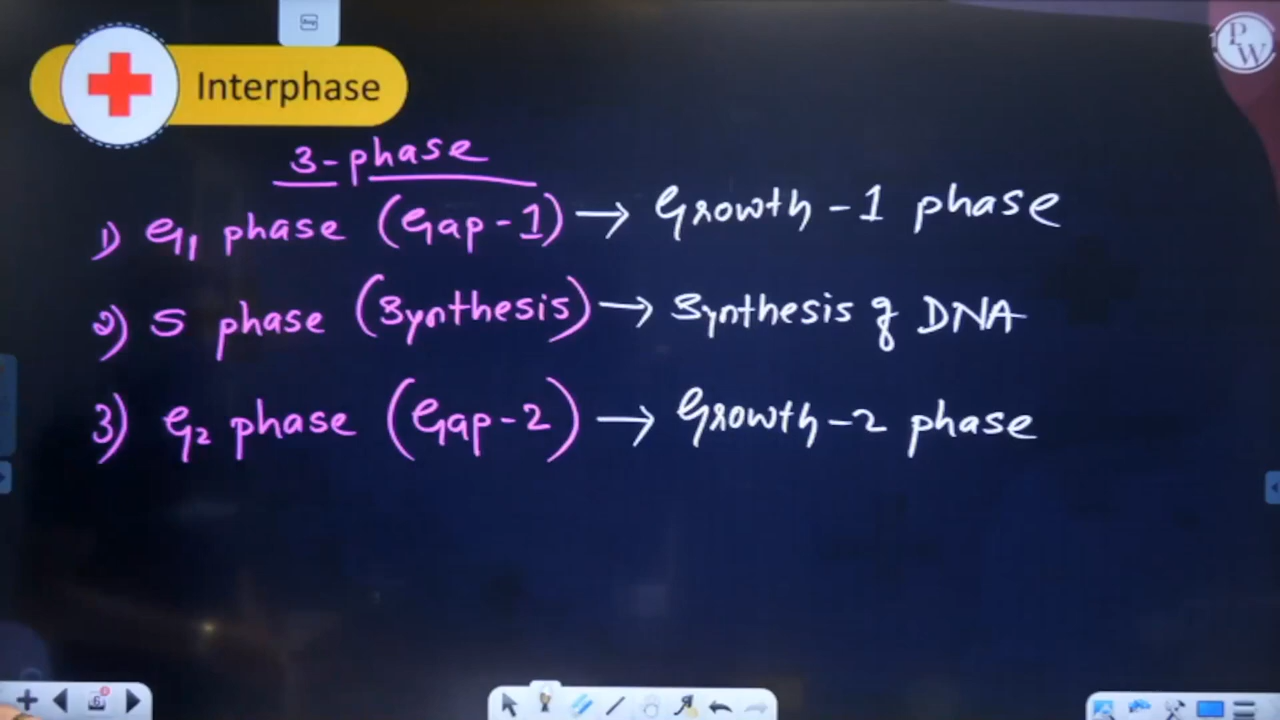 PW
Interphase
3-phase
1) G1 phase (Gap-1) → Growth-1 phase
2) S phase (Synthesis) → Synthesis of DNA
3) G2 phase (Gap-2) → Growth-2 phase